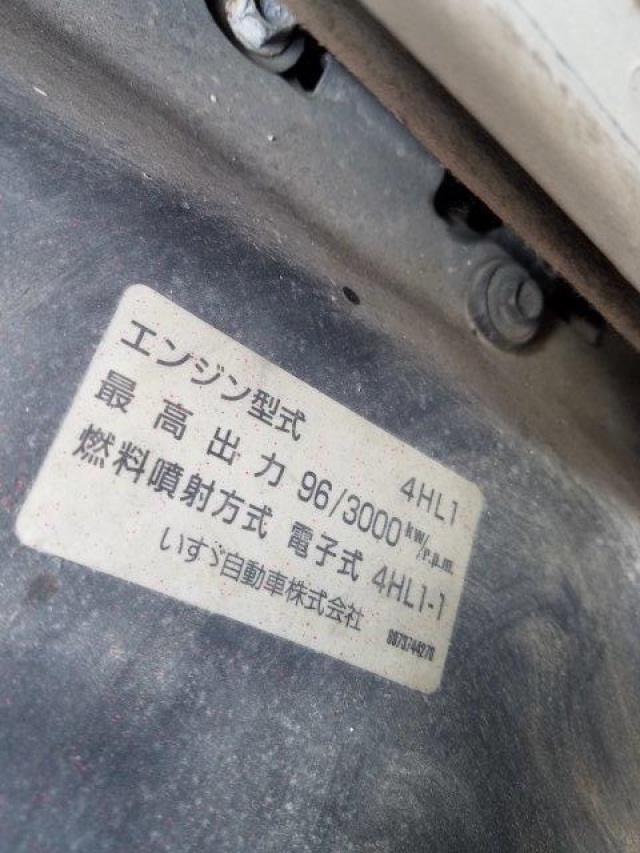 エンジン型式 4HL1
最高出力 96/3000 kw/r.p.m.
燃料噴射方式 電子式 4HL1-1
いすゞ自動車株式会社 8973744270